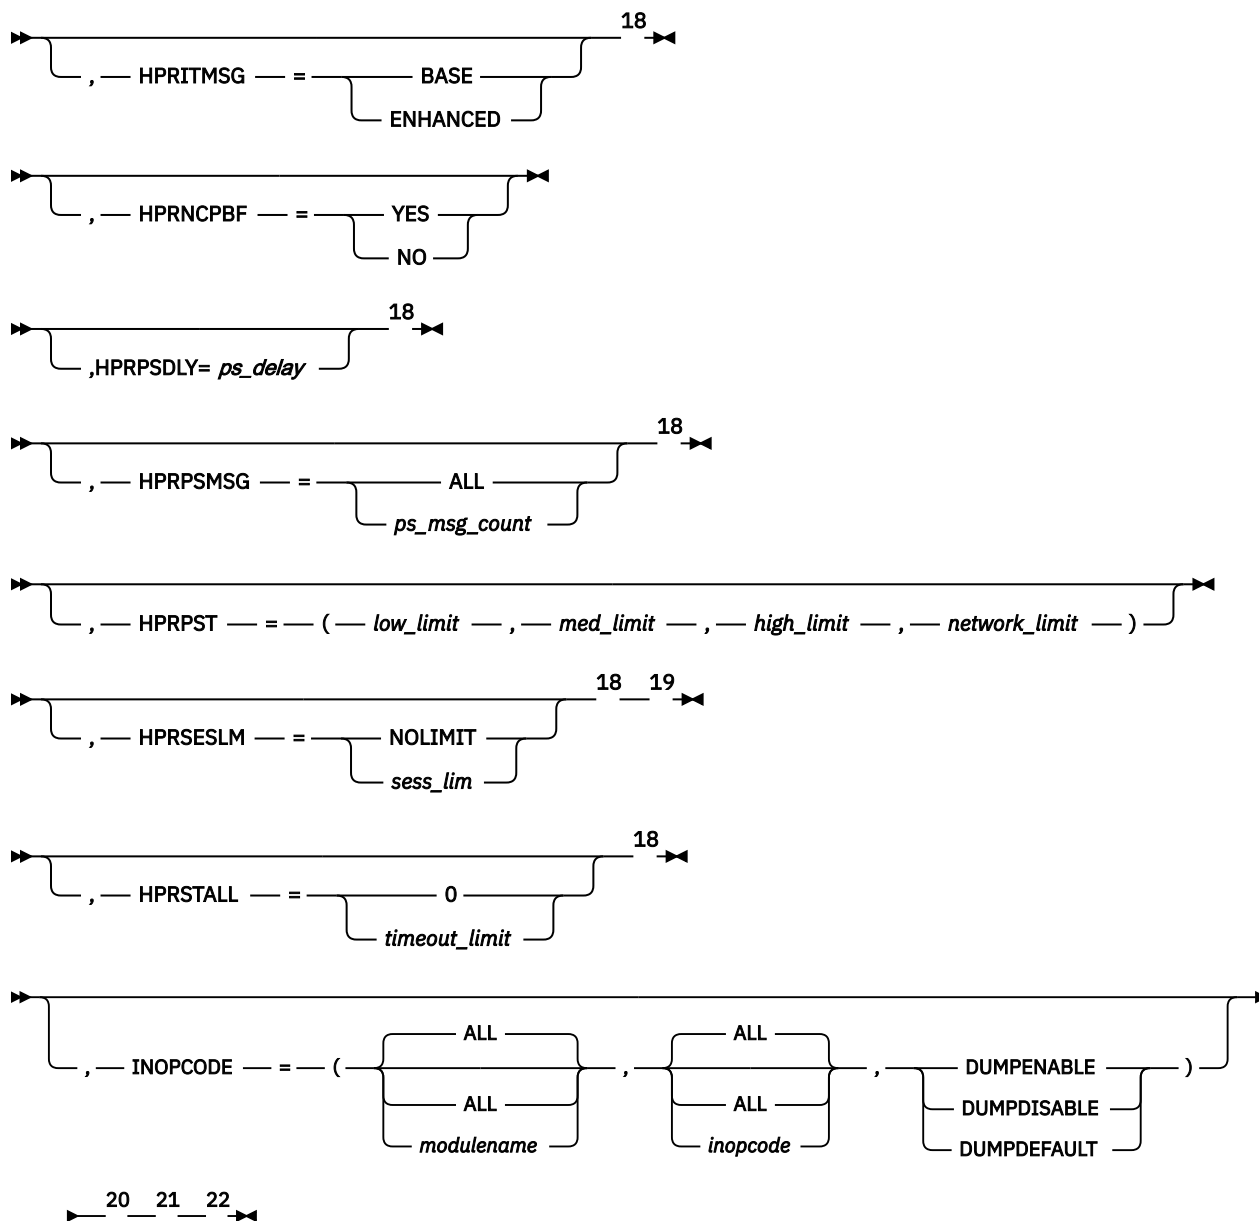 18
, HPRITMSG = BASE
ENHANCED
, HPRNCPBF = YES
NO
18
,HPRPSDLY= ps_delay
18
, HPRPSMSG = ALL
ps_msg_count
, HPRPST = ( low_limit , med_limit , high_limit , network_limit )
18 19
, HPRSESLM = NOLIMIT
sess_lim
18
, HPRSTALL = 0
timeout_limit
ALL ALL
, INOPCODE = ( , , DUMPENABLE )
ALL ALL DUMPDISABLE
modulename inopcode DUMPDEFAULT
20 21 22